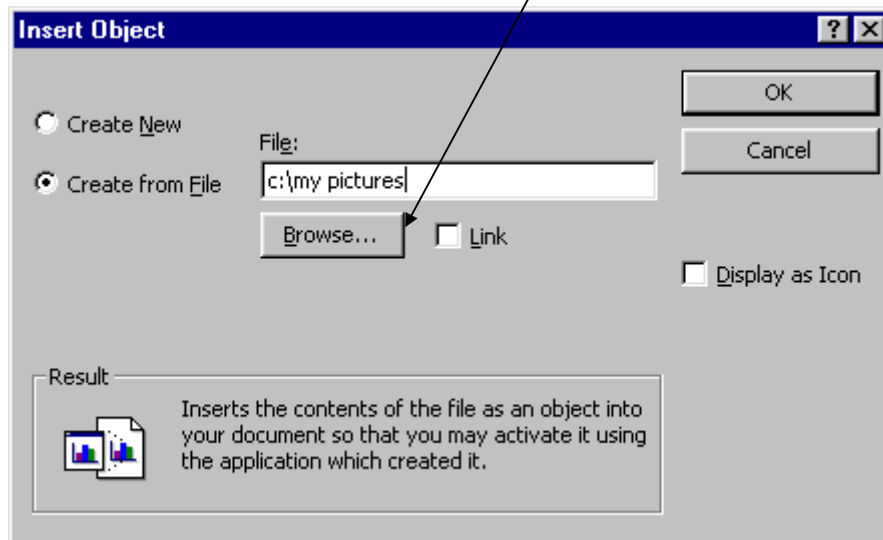 Insert Object
OK
Create New
File:
Cancel
Create from File
c:\my pictures
Browse...
Link
Display as Icon
Result
Inserts the contents of the file as an object into
your document so that you may activate it using
the application which created it.